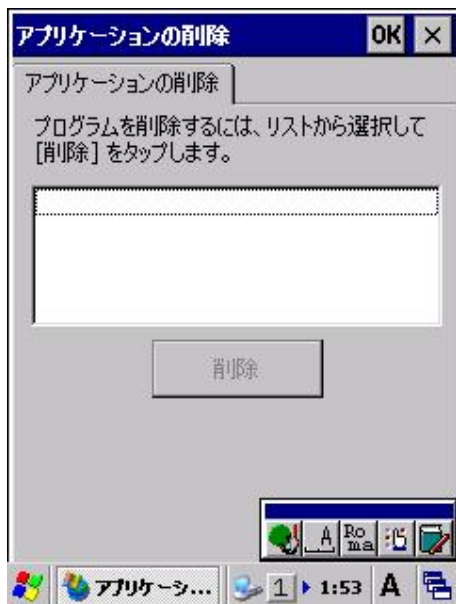 アプリケーションの削除 OK ×
アプリケーションの削除
プログラムを削除するには、リストから選択して
[削除] をタップします。
削除
A Ro
ma
アプリケーシ... 1 1:53 A